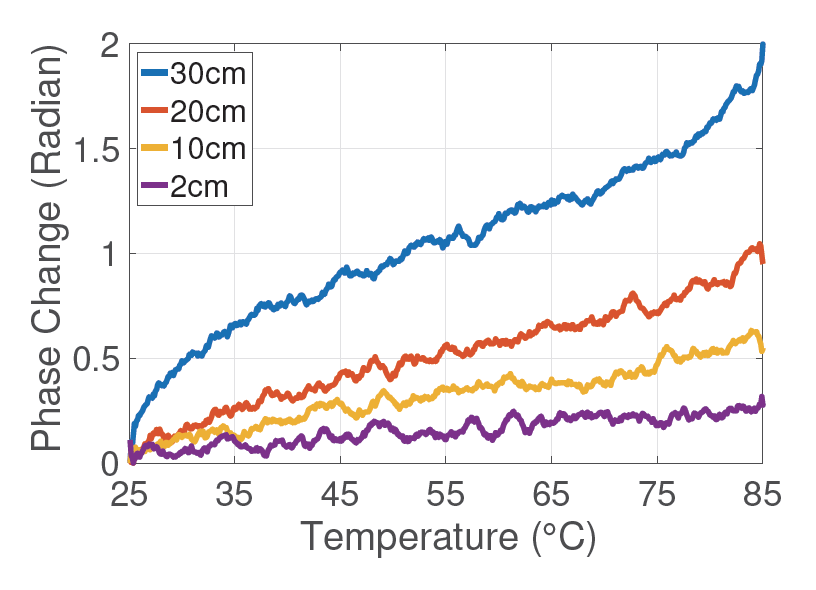 Phase Change (Radian)
2
1.5
1
0.5
0
30cm
20cm
10cm
2cm
25 35 45 55 65 75 85
Temperature (°C)